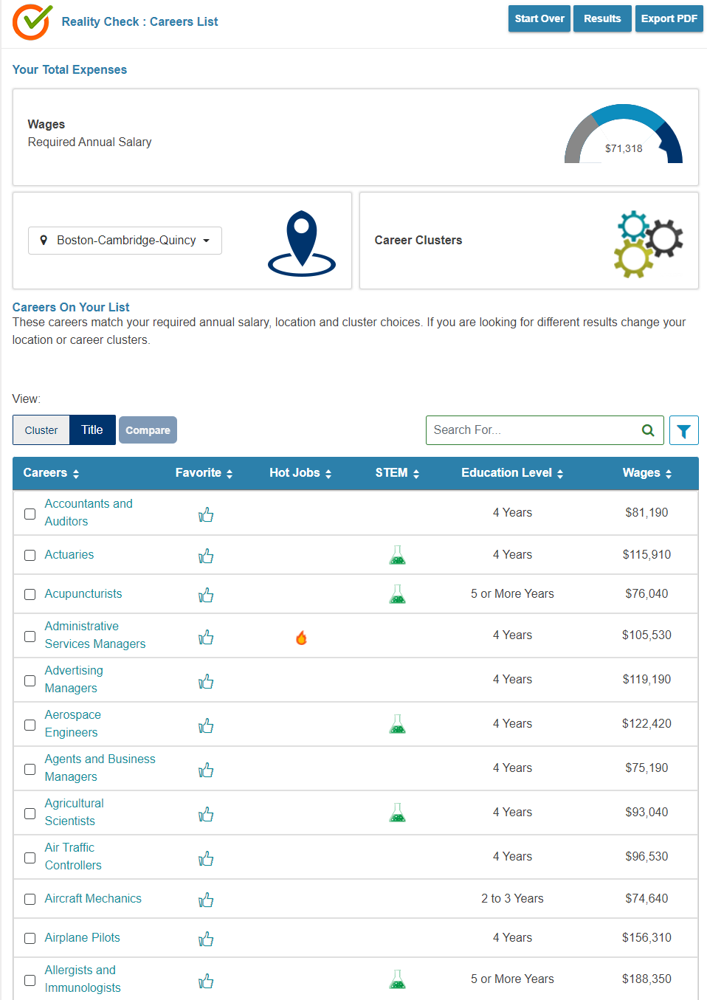 Reality Check : Careers List
Start Over
Results
Export PDF
Your Total Expenses
Wages
Required Annual Salary
$71,318
Boston-Cambridge-Quincy
Career Clusters
Careers On Your List
These careers match your required annual salary, location and cluster choices. If you are looking for different results change your
location or career clusters.
View:
Cluster
Title
Compare
Search For...
Careers Favorite Hot Jobs STEM Education Level Wages
Accountants and
Auditors
4 Years $81,190
Actuaries 4 Years $115,910
Acupuncturists 5 or More Years $76,040
Administrative
Services Managers
4 Years $105,530
Advertising
Managers
4 Years $119,190
Aerospace
Engineers
4 Years $122,420
Agents and Business
Managers
4 Years $75,190
Agricultural
Scientists
4 Years $93,040
Air Traffic
Controllers
4 Years $96,530
Aircraft Mechanics 2 to 3 Years $74,640
Airplane Pilots 4 Years $156,310
Allergists and
Immunologists
5 or More Years $188,350